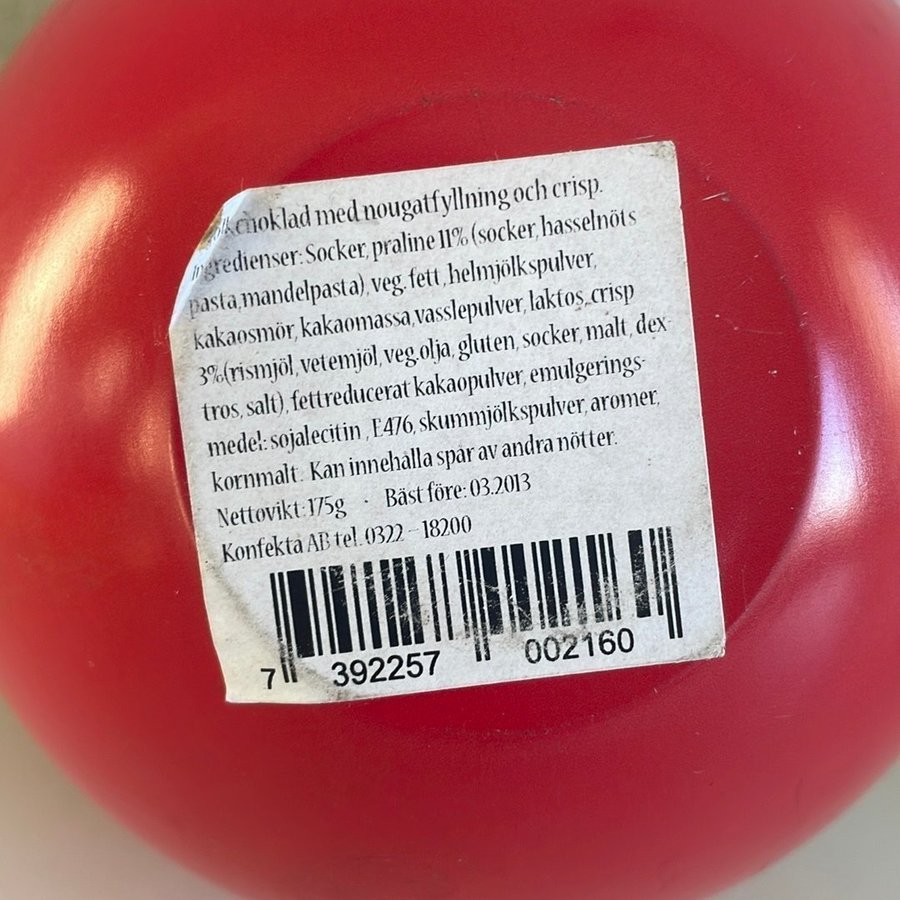 Mjölkchoklad med nougatfyllning och crisp.
Ingredienser: Socker, praline 11% (socker, hasselnöts
pasta, mandelpasta), veg. fett, helmjölkspulver,
kakaosmör, kakaomassa, vasslepulver, laktos, crisp
3%(rismjöl, vetemjöl, veg.olja, gluten, socker, malt, dex-
tros, salt), fettreducerat kakaopulver, emulgerings-
medel: sojalecitin , E476, skummjölkspulver, aromer,
kornmalt. Kan innehålla spår av andra nötter.
Nettovikt: 175g · Bäst före: 03.2013
Konfekta AB tel. 0322 – 18200
7 392257 002160